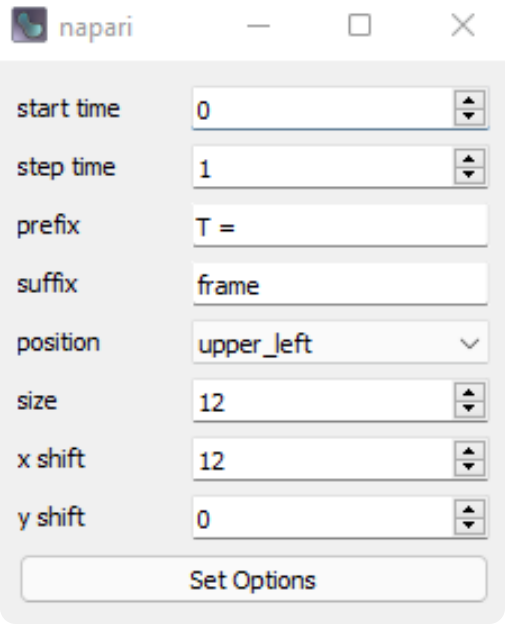 napari
start time 0
step time 1
prefix T =
suffix frame
position upper_left
size 12
x shift 12
y shift 0
Set Options